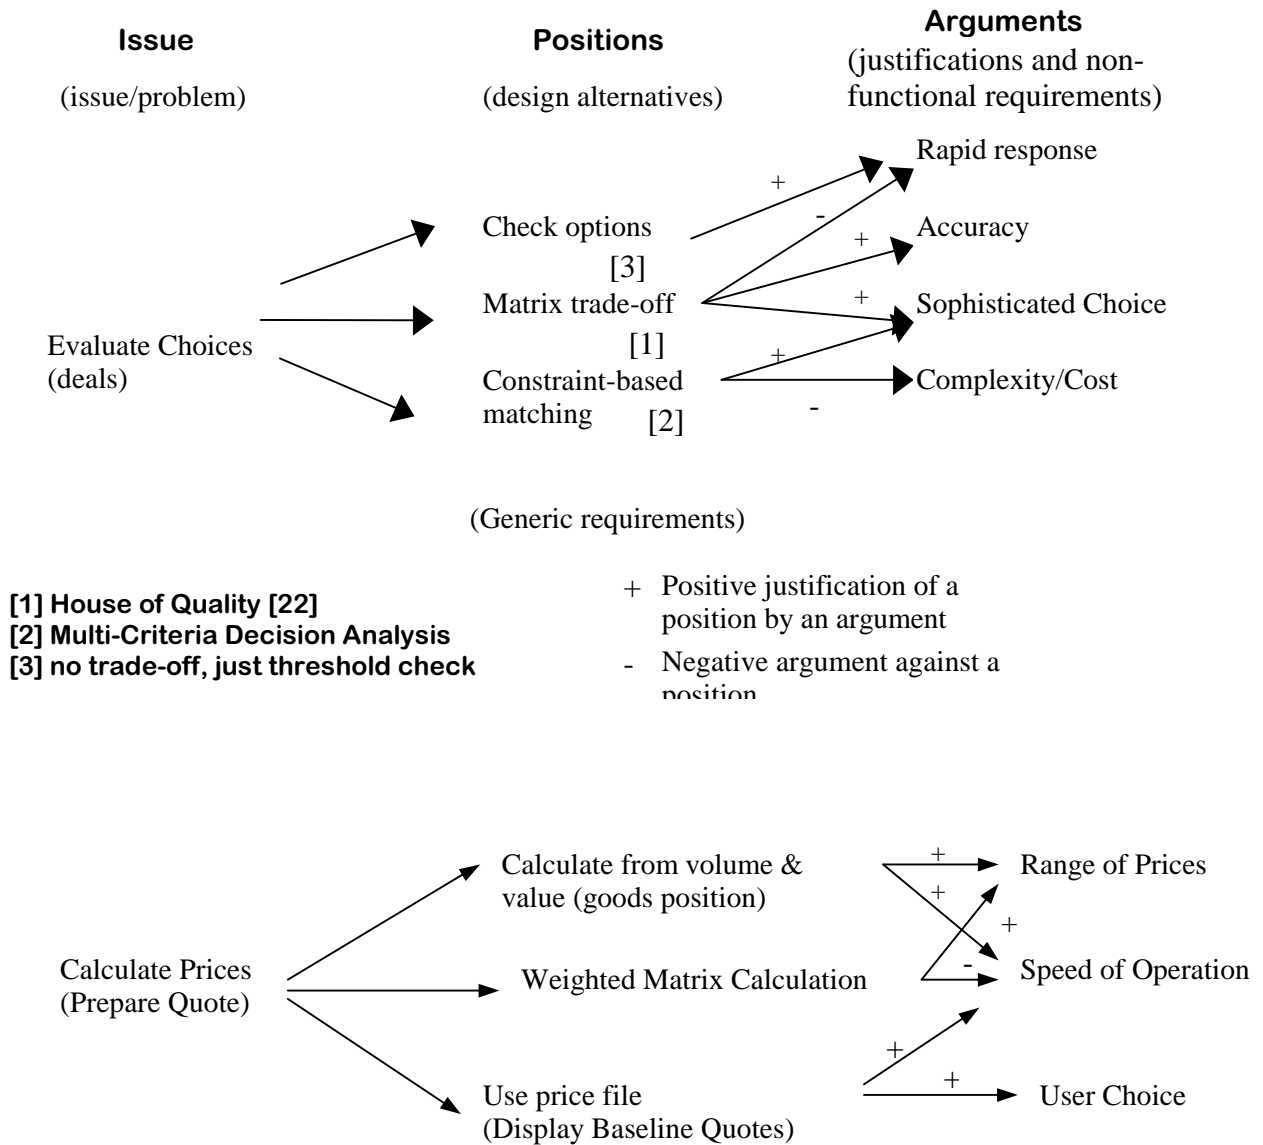 Issue
(issue/problem)
Positions
(design alternatives)
Arguments
(justifications and non-
functional requirements)
Evaluate Choices
(deals)
Check options
[3]
Matrix trade-off
[1]
Constraint-based
matching
[2]
+
-
+
+
+
-
Rapid response
Accuracy
Sophisticated Choice
Complexity/Cost
(Generic requirements)
[1] House of Quality [22]
[2] Multi-Criteria Decision Analysis
[3] no trade-off, just threshold check
+ Positive justification of a
position by an argument
- Negative argument against a
position
Calculate Prices
(Prepare Quote)
Calculate from volume &
value (goods position)
Weighted Matrix Calculation
Use price file
(Display Baseline Quotes)
+
+
+
-
+
+
Range of Prices
Speed of Operation
User Choice